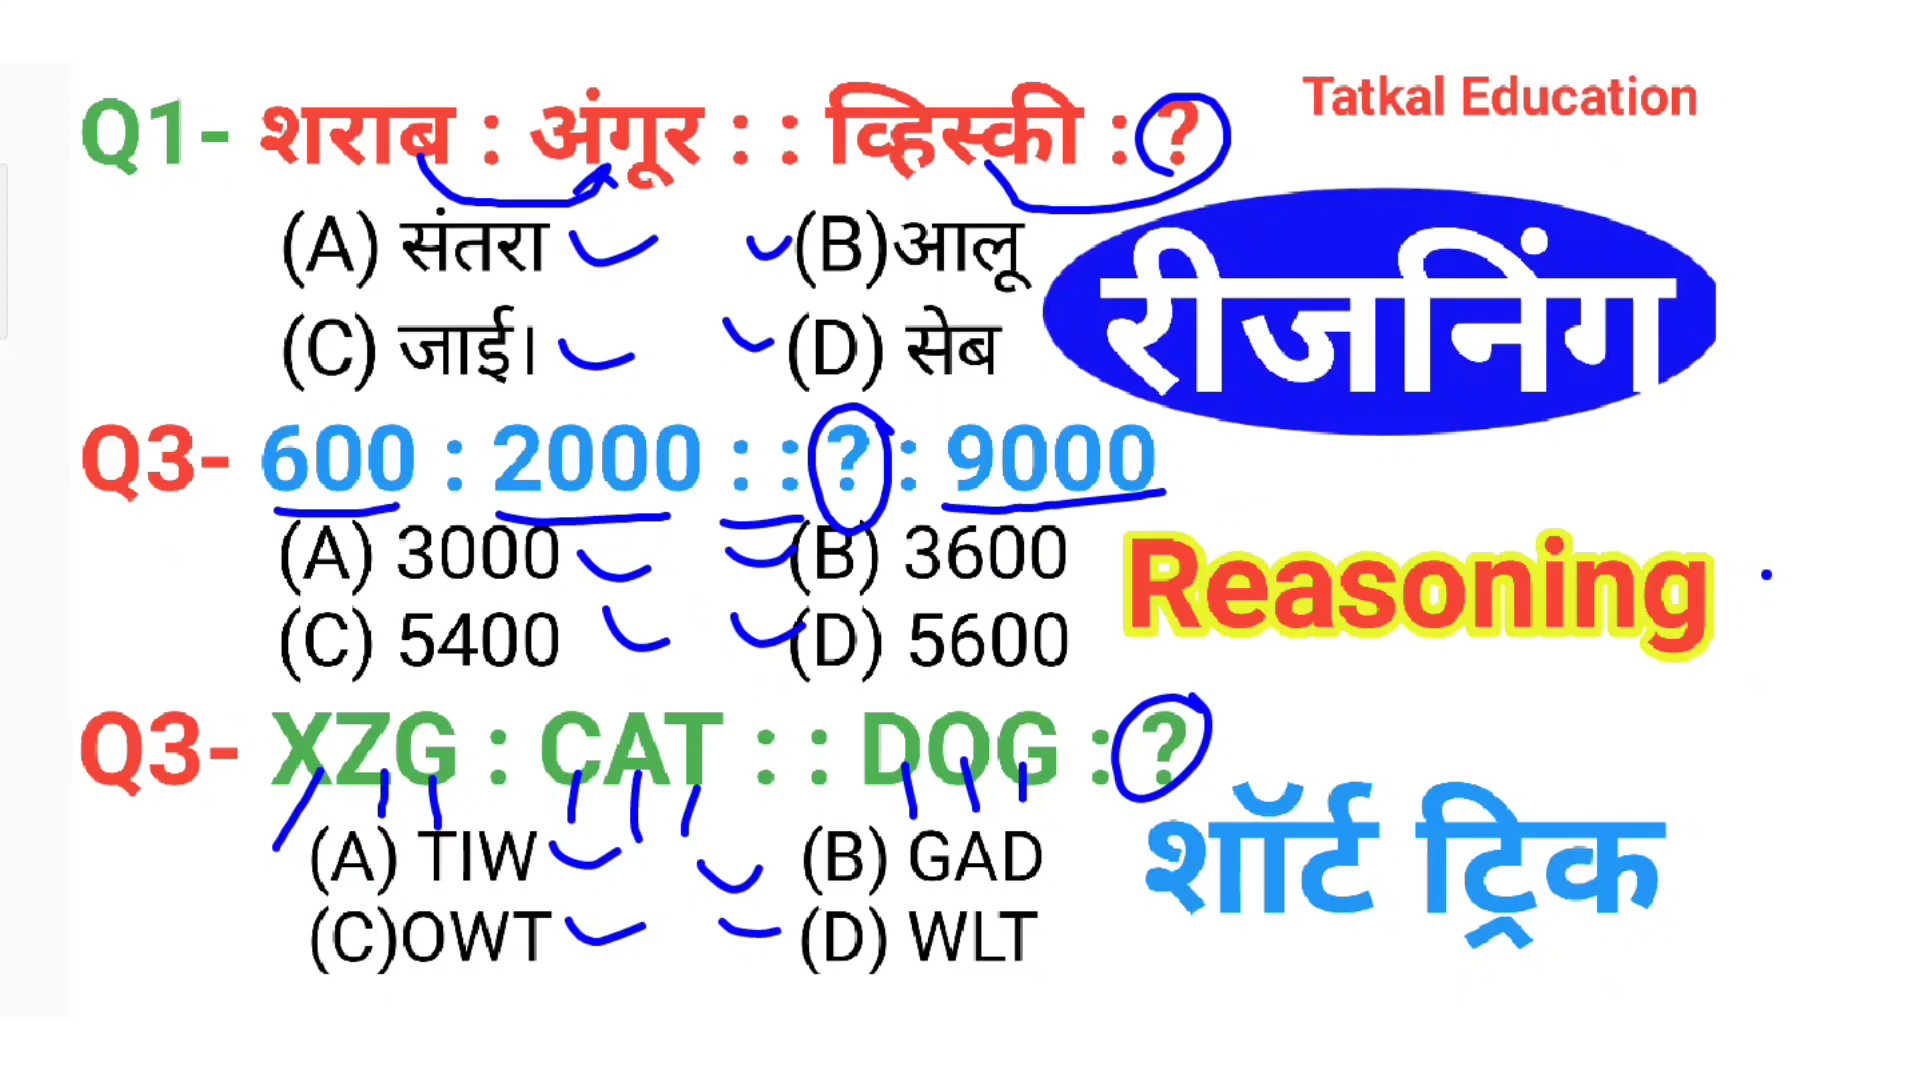 Tatkal Education
Q1- शराब : अंगूर : : व्हिस्की : ?
(A) संतरा (B)आलू
(C) जाई। (D) सेब
रीजनिंग
Q3- 600 : 2000 : : ? : 9000
(A) 3000 (B) 3600
(C) 5400 (D) 5600
Reasoning
Q3- XZG : CAT : : DOG : ?
(A) TIW (B) GAD
(C)OWT (D) WLT
शॉर्ट ट्रिक